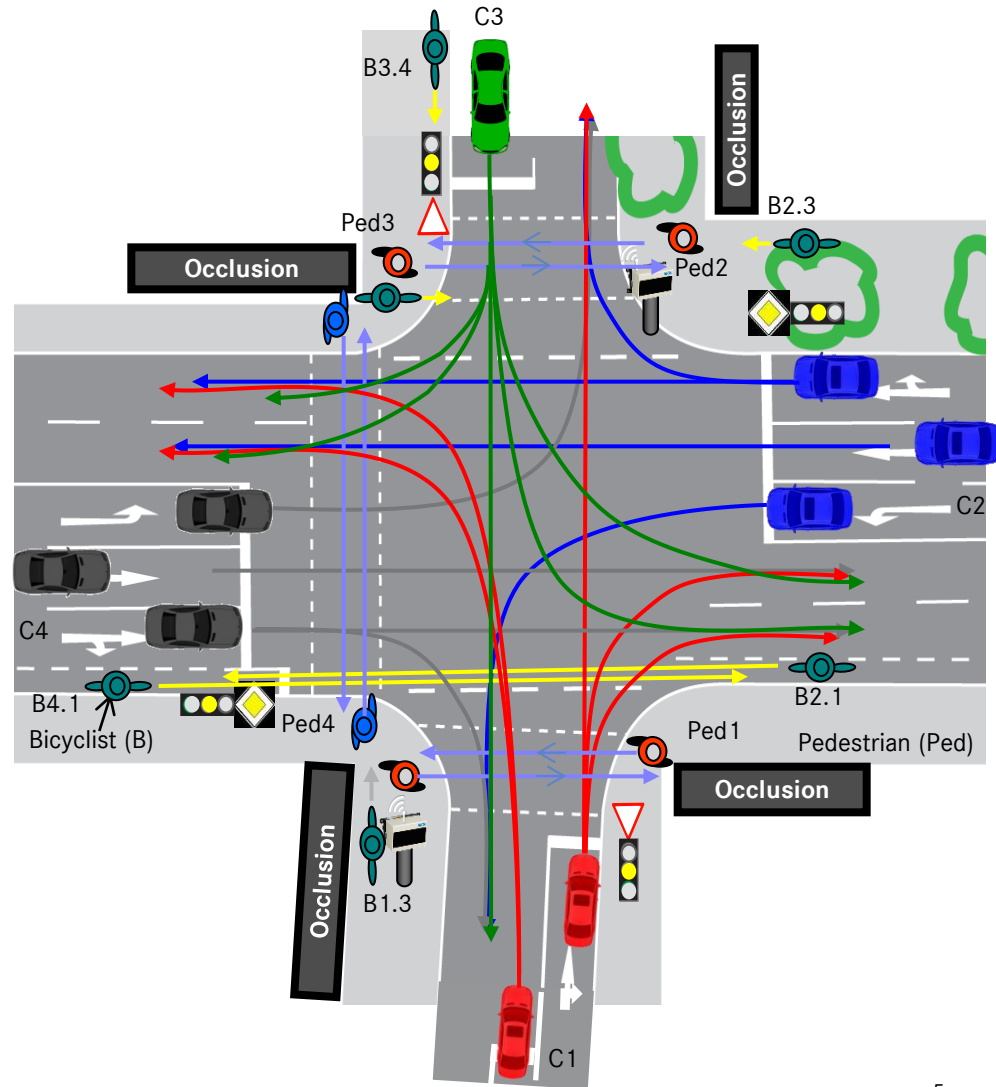 C3
B3.4
Occlusion
B2.3
Ped3
Ped2
Occlusion
C2
C4
B4.1
Bicyclist (B)
Ped4
B2.1
Ped1
Pedestrian (Ped)
Occlusion
Occlusion
B1.3
C1
5